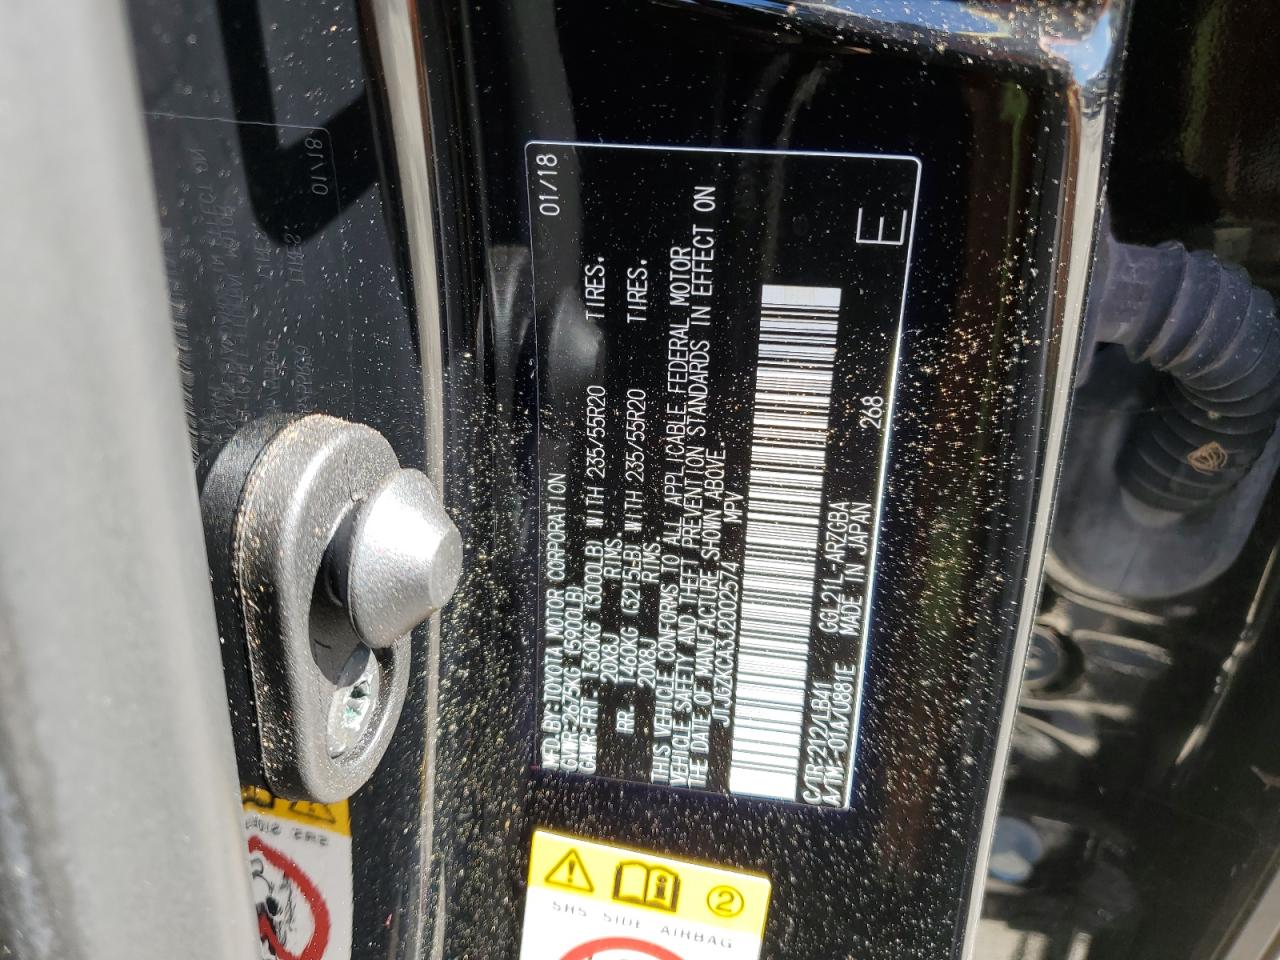 MFD.BY:TOYOTA MOTOR CORPORATION 01/18
GVWR:2675KG (5900LB)
GAWR:FRT. 1360KG (3000LB) WITH 235/55R20 TIRES.
20X8J RIMS
RR. 1460KG (3215LB) WITH 235/55R20 TIRES.
20X8J RIMS.
THIS VEHICLE CONFORMS TO ALL APPLICABLE FEDERAL MOTOR
VEHICLE SAFETY AND THEFT PREVENTION STANDARDS IN EFFECT ON
THE DATE OF MANUFACTURE SHOWN ABOVE.
JTJGZKCA3J2002574 MPV
C/TR:212/LB41 GGL21L-ARZGBA
A/TM:-01A/U881E MADE IN JAPAN 268 E
2
SRS SIDE AIRBAG